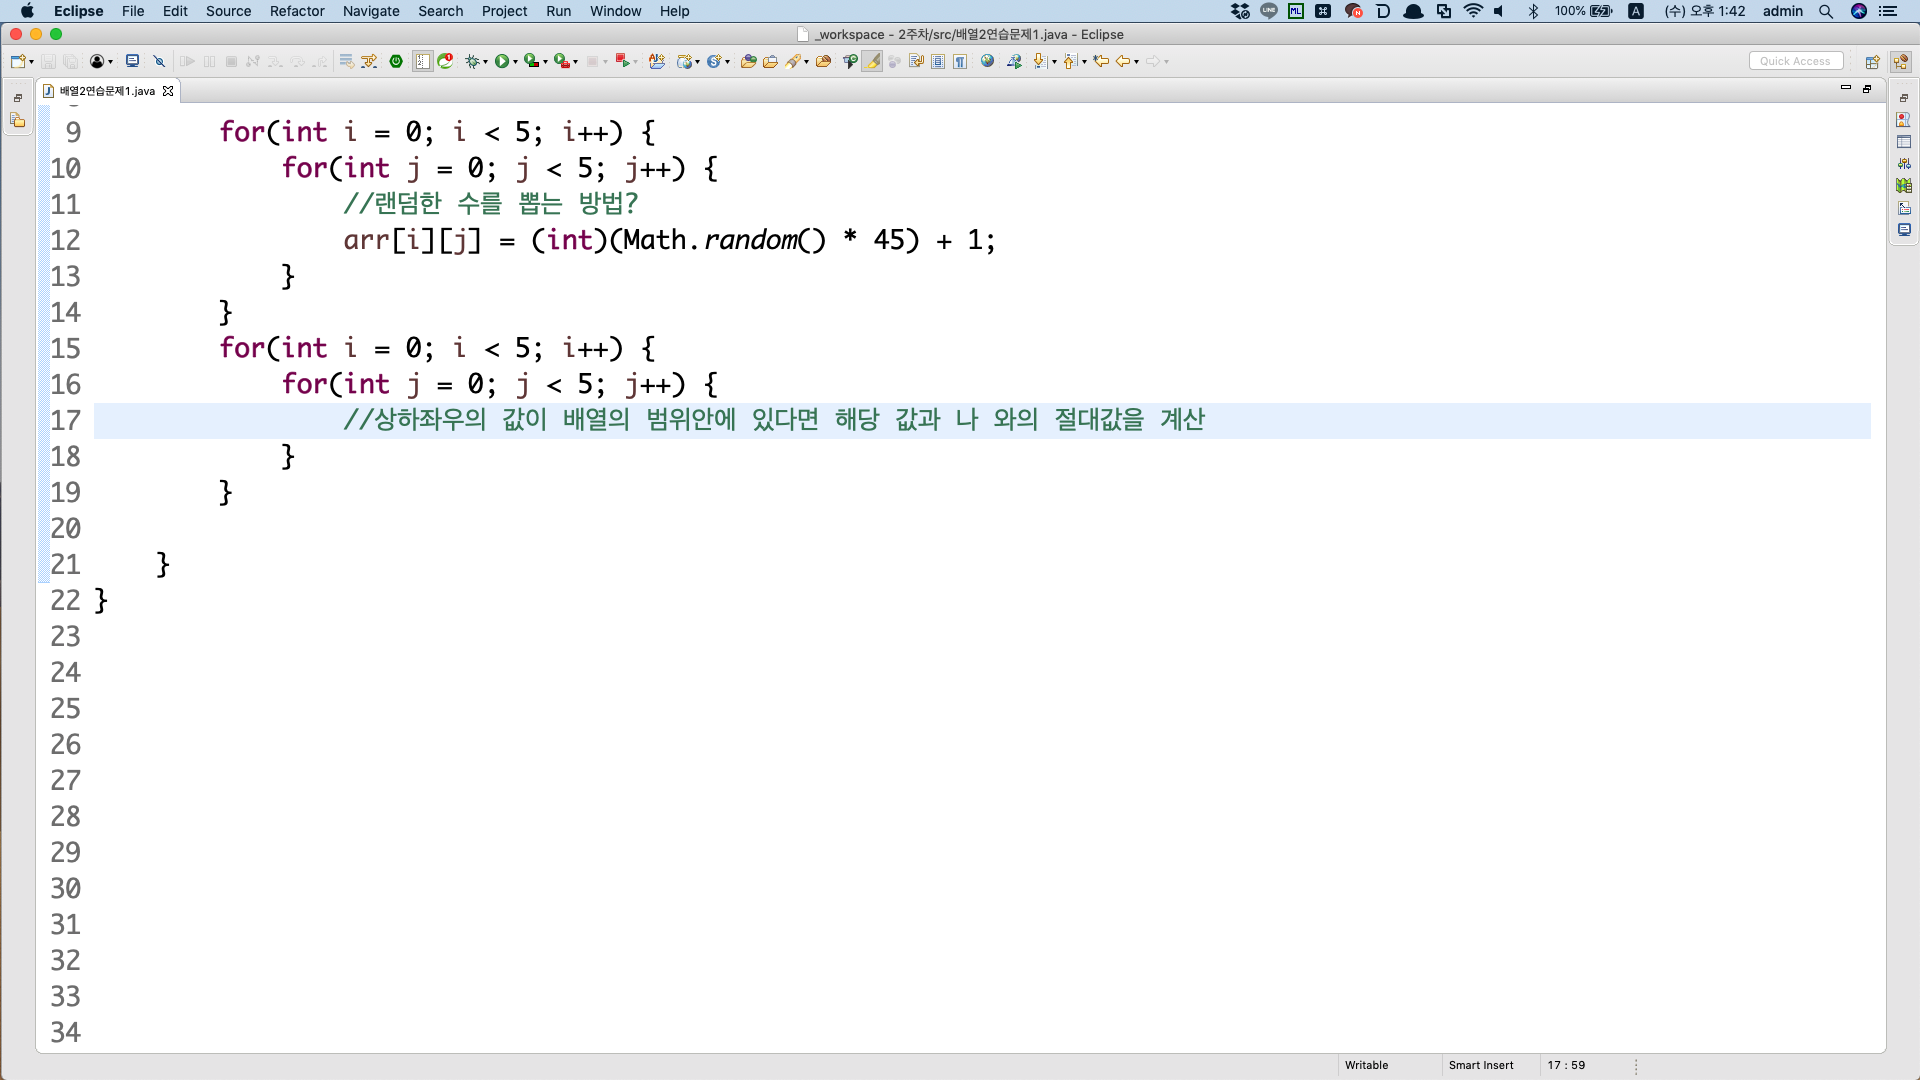 Eclipse File Edit Source Refactor Navigate Search Project Run Window Help 100% A (수) 오후 1:42 admin
_workspace - 2주차/src/배열2연습문제1.java - Eclipse
Quick Access
배열2연습문제1.java
9 for(int i = 0; i < 5; i++) {
10 for(int j = 0; j < 5; j++) {
11 //랜덤한 수를 뽑는 방법?
12 arr[i][j] = (int)(Math.random() * 45) + 1;
13 }
14 }
15 for(int i = 0; i < 5; i++) {
16 for(int j = 0; j < 5; j++) {
17 //상하좌우의 값이 배열의 범위안에 있다면 해당 값과 나 와의 절대값을 계산
18 }
19 }
20
21 }
22 }
23
24
25
26
27
28
29
30
31
32
33
34
Writable Smart Insert 17 : 59